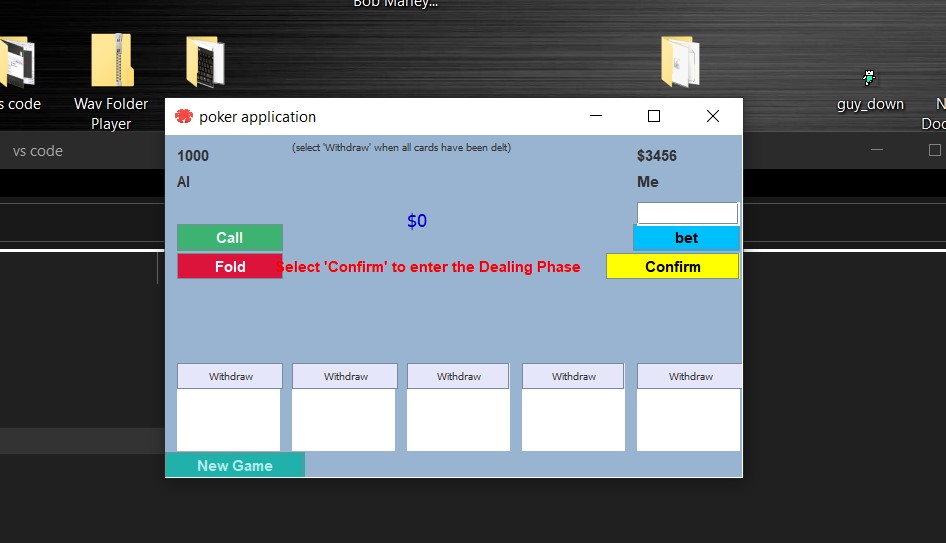 Bob Marley...
s code
Wav Folder
Player
guy_down
N
Doc
vs code
poker application
1000
(select 'Withdraw' when all cards have been delt)
$3456
AI
Me
$0
Call
bet
Fold
Select 'Confirm' to enter the Dealing Phase
Confirm
Withdraw
Withdraw
Withdraw
Withdraw
Withdraw
New Game